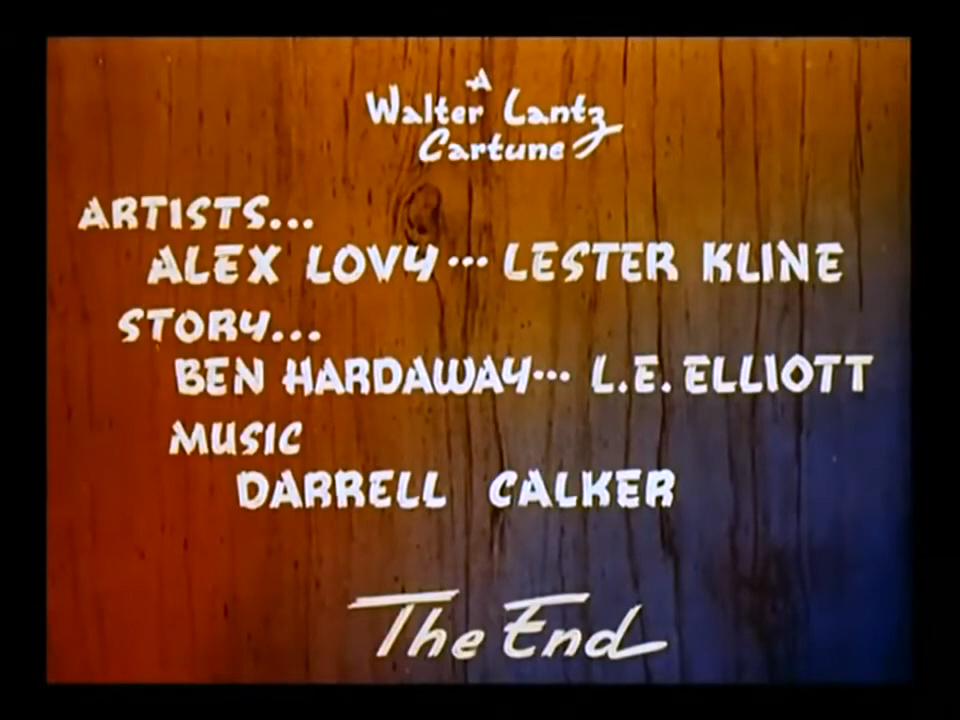 A
Walter Lantz
Cartune
ARTISTS...
ALEX LOVY... LESTER KLINE
STORY...
BEN HARDAWAY... L.E. ELLIOTT
MUSIC
DARRELL CALKER
The End